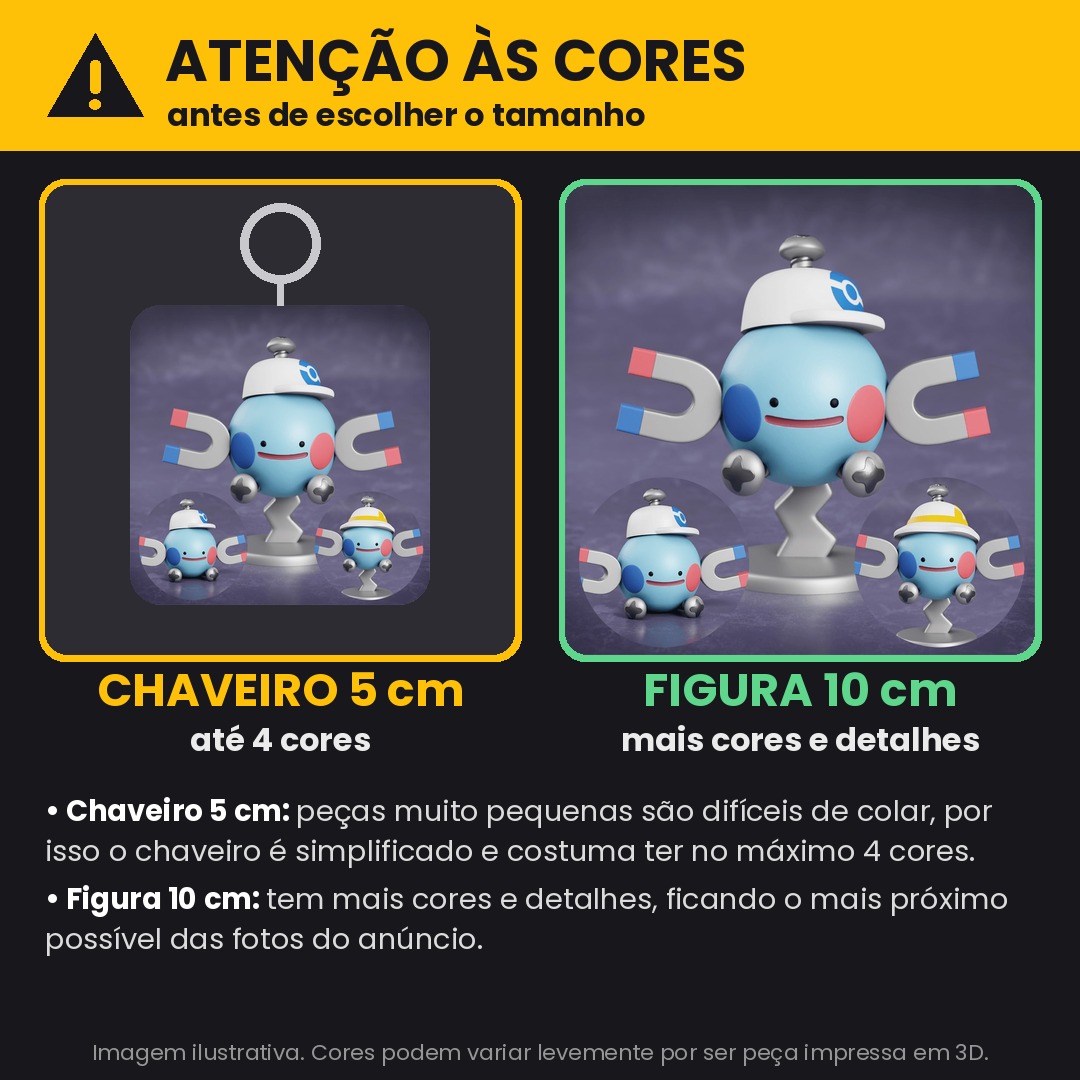 ATENÇÃO ÀS CORES
antes de escolher o tamanho
CHAVEIRO 5 cm
até 4 cores
FIGURA 10 cm
mais cores e detalhes
• Chaveiro 5 cm: peças muito pequenas são difíceis de colar, por
isso o chaveiro é simplificado e costuma ter no máximo 4 cores.
• Figura 10 cm: tem mais cores e detalhes, ficando o mais próximo
possível das fotos do anúncio.
Imagem ilustrativa. Cores podem variar levemente por ser peça impressa em 3D.